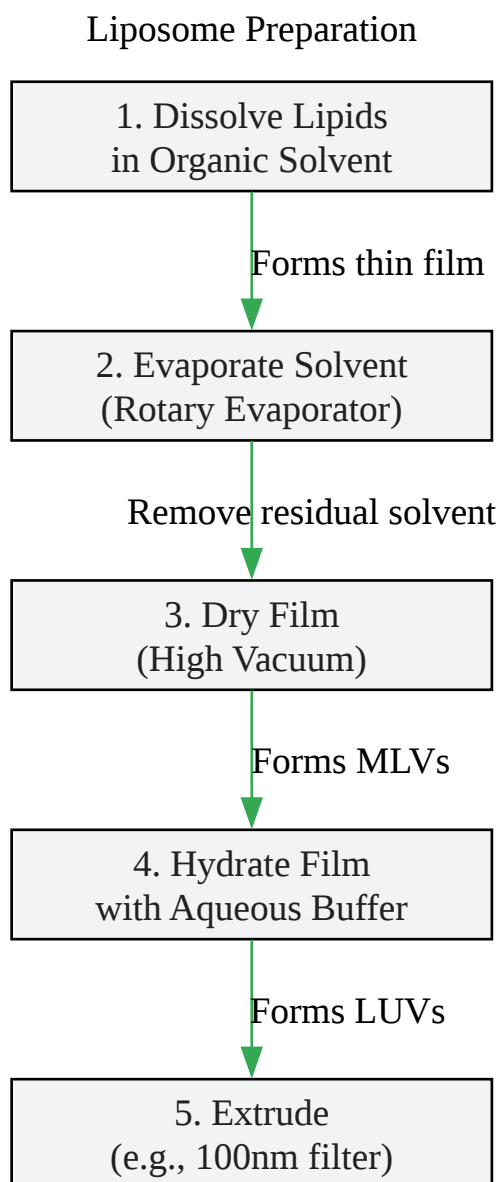 Liposome Preparation
1. Dissolve Lipids
in Organic Solvent
Forms thin film
2. Evaporate Solvent
(Rotary Evaporator)
Remove residual solvent
3. Dry Film
(High Vacuum)
Forms MLVs
4. Hydrate Film
with Aqueous Buffer
Forms LUVs
5. Extrude
(e.g., 100nm filter)